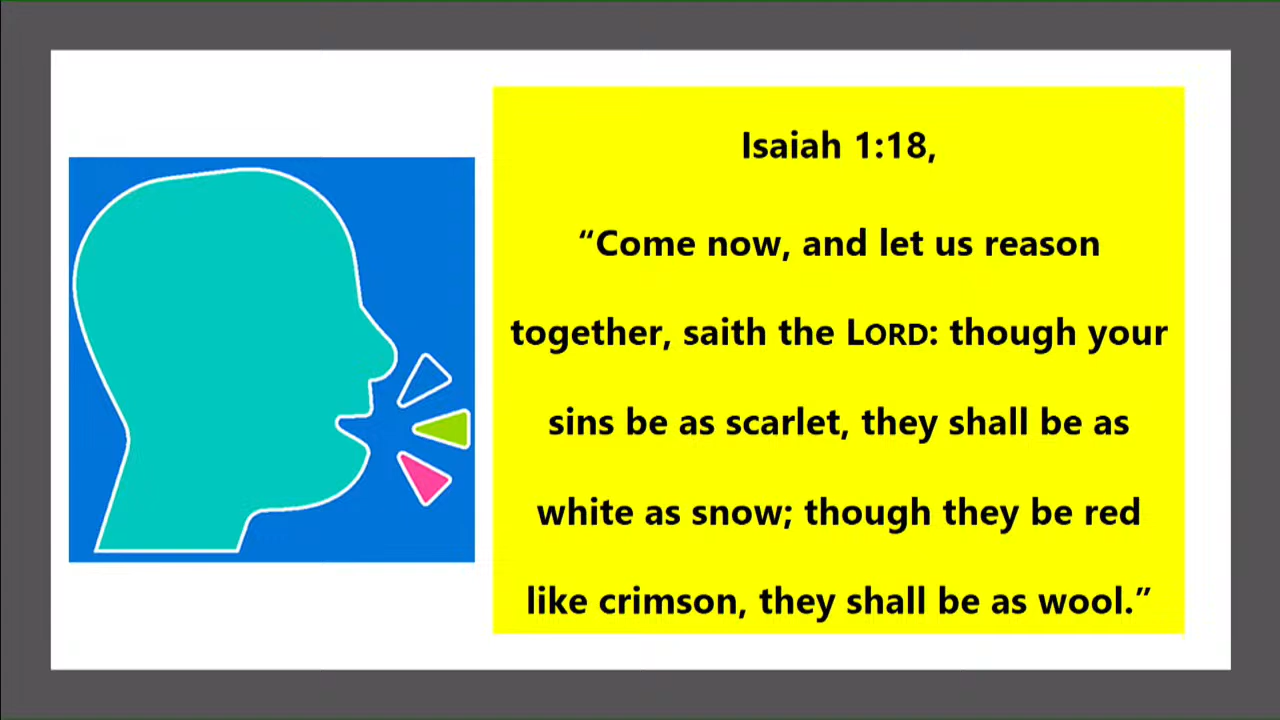 Isaiah 1:18,
“Come now, and let us reason
together, saith the LORD: though your
sins be as scarlet, they shall be as
white as snow; though they be red
like crimson, they shall be as wool.”